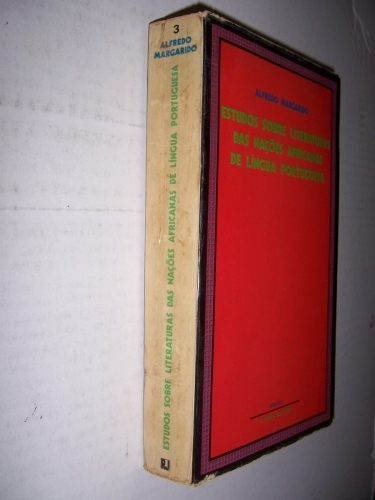 3
ALFREDO
MARGARIDO
ESTUDOS SOBRE LITERATURAS DAS NAÇÕES AFRICANAS DE LÍNGUA PORTUGUESA
ALFREDO MARGARIDO
ESTUDOS SOBRE LITERATURAS
DAS NAÇÕES AFRICANAS
DE LÍNGUA PORTUGUESA